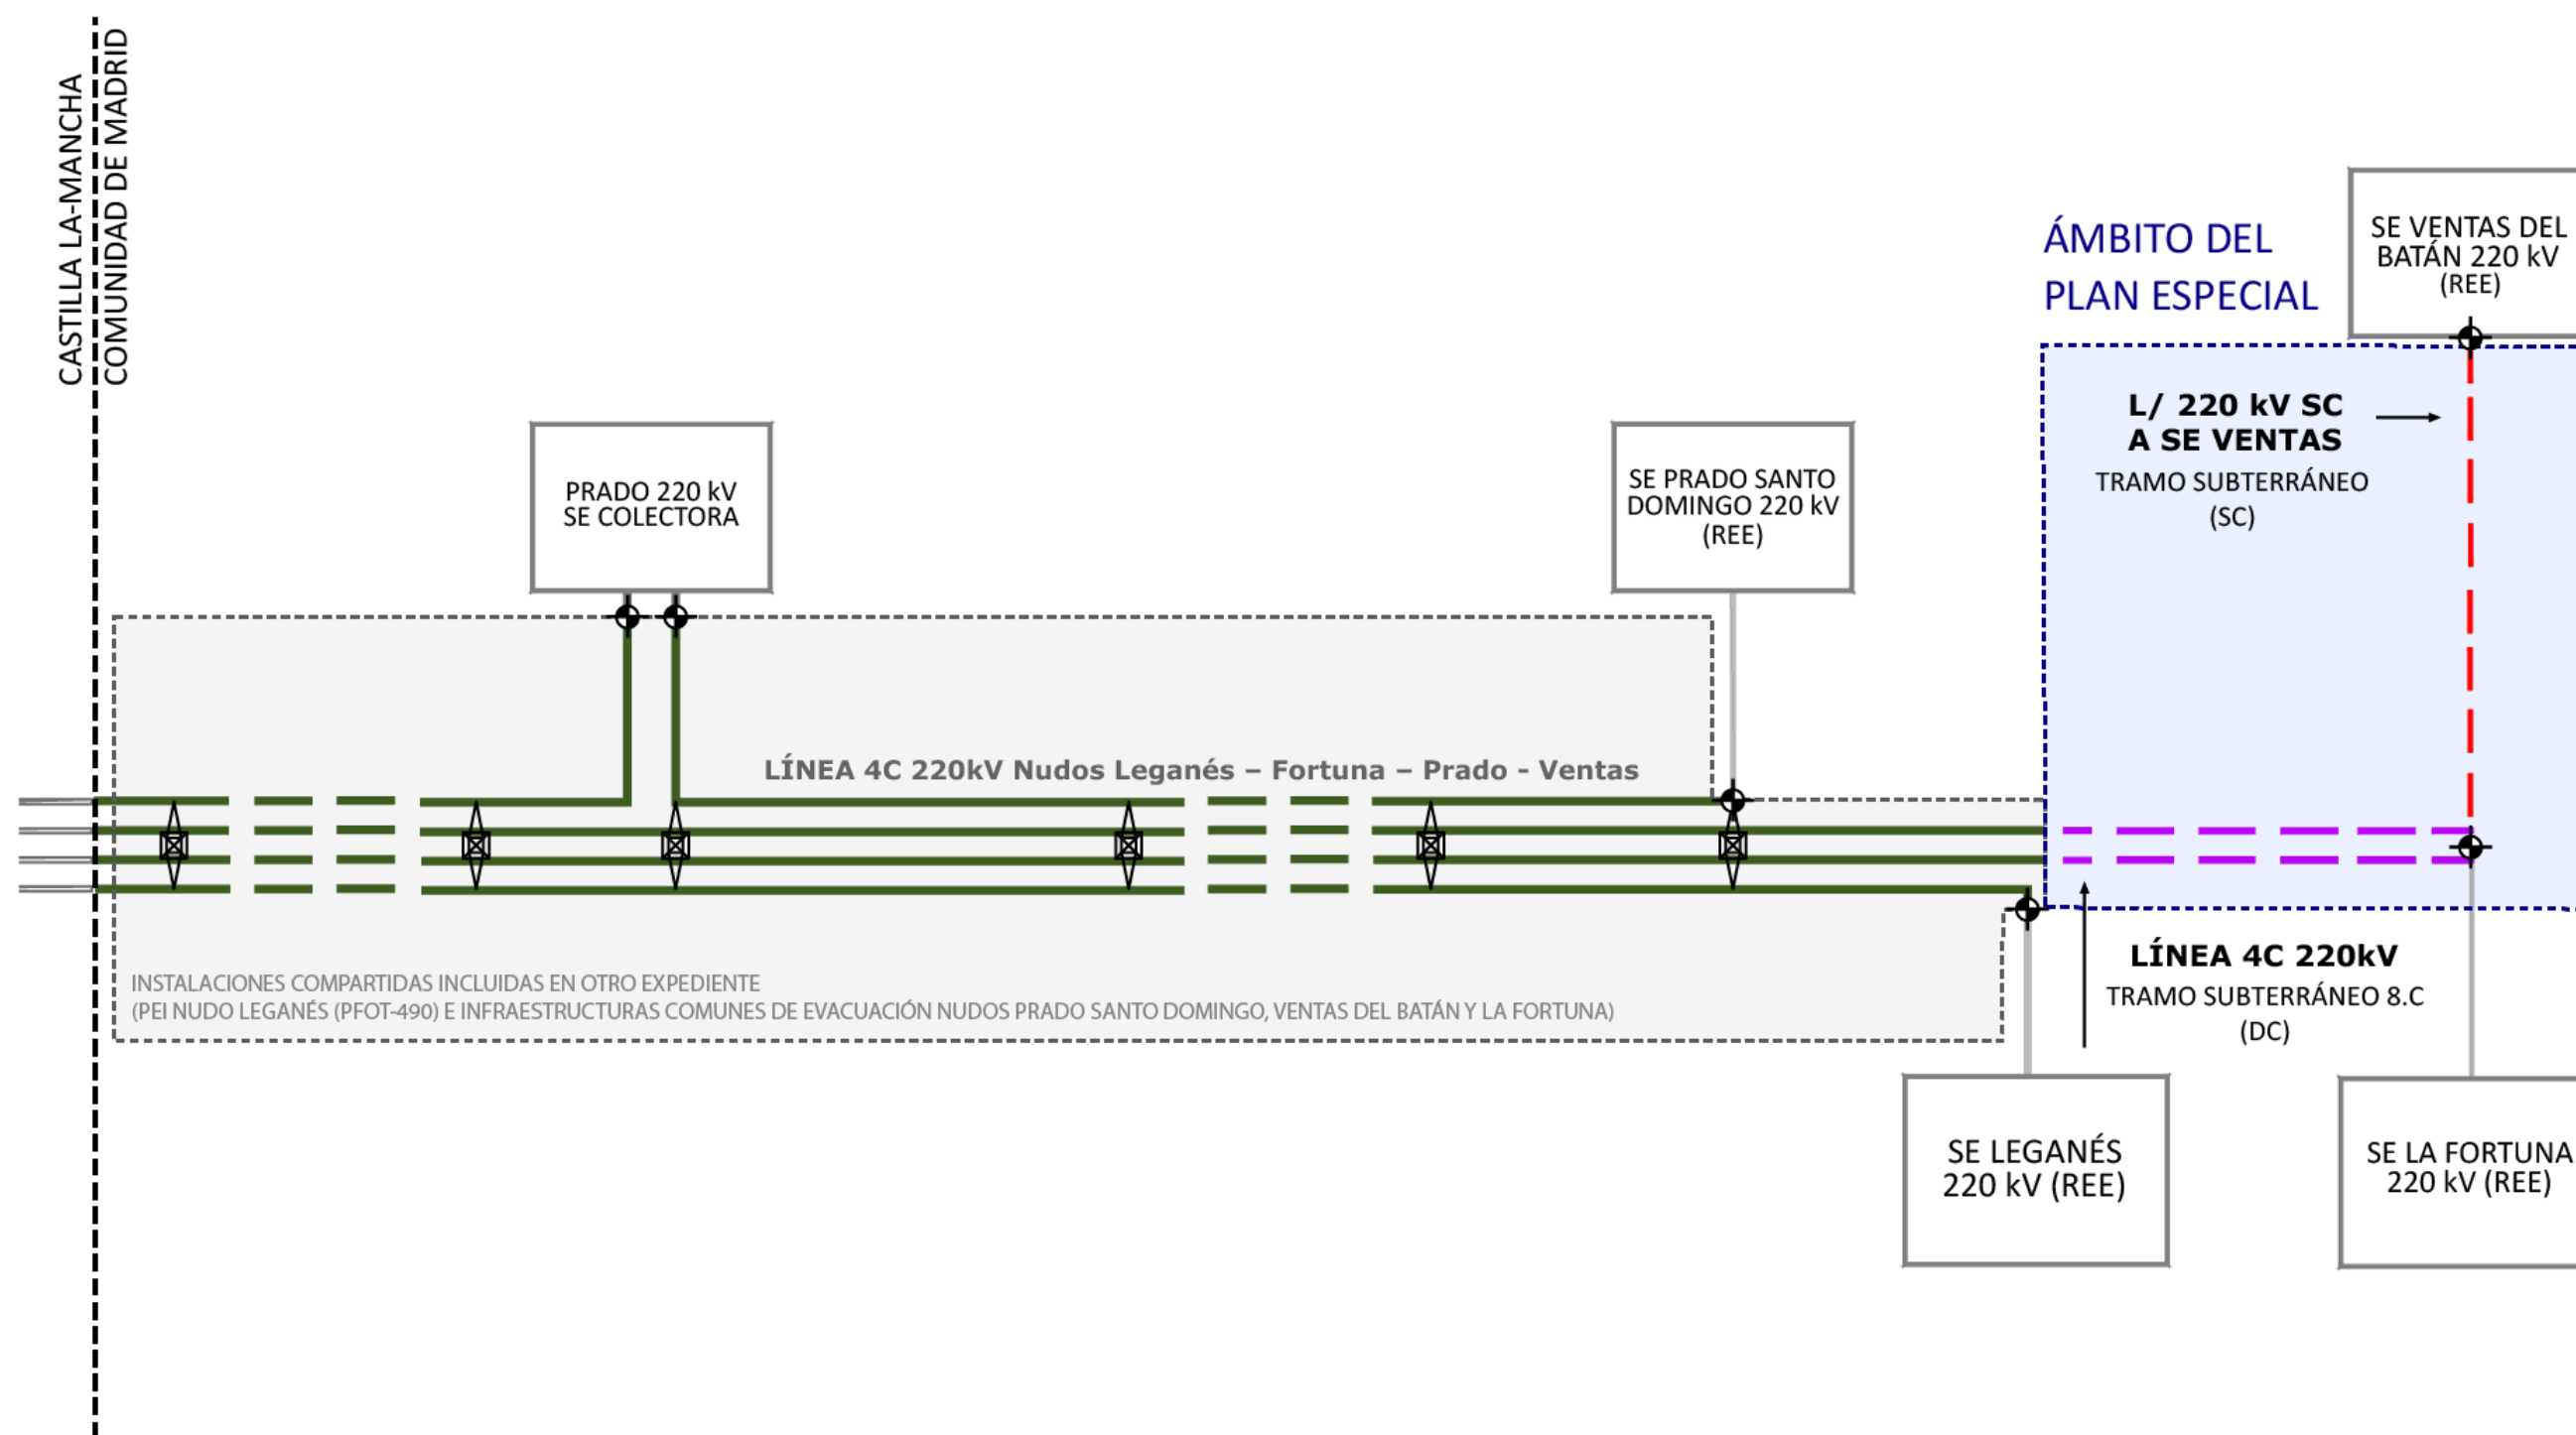 CASTILLA LA-MANCHA
COMUNIDAD DE MADRID
ÁMBITO DEL
PLAN ESPECIAL
SE VENTAS DEL
BATÁN 220 kV
(REE)
L/ 220 kV SC
A SE VENTAS
TRAMO SUBTERRÁNEO
(SC)
PRADO 220 kV
SE COLECTORA
SE PRADO SANTO
DOMINGO 220 kV
(REE)
LÍNEA 4C 220kV Nudos Leganés – Fortuna – Prado - Ventas
INSTALACIONES COMPARTIDAS INCLUIDAS EN OTRO EXPEDIENTE
(PEI NUDO LEGANÉS (PFOT-490) E INFRAESTRUCTURAS COMUNES DE EVACUACIÓN NUDOS PRADO SANTO DOMINGO, VENTAS DEL BATÁN Y LA FORTUNA)
LÍNEA 4C 220kV
TRAMO SUBTERRÁNEO 8.C
(DC)
SE LEGANÉS
220 kV (REE)
SE LA FORTUNA
220 kV (REE)